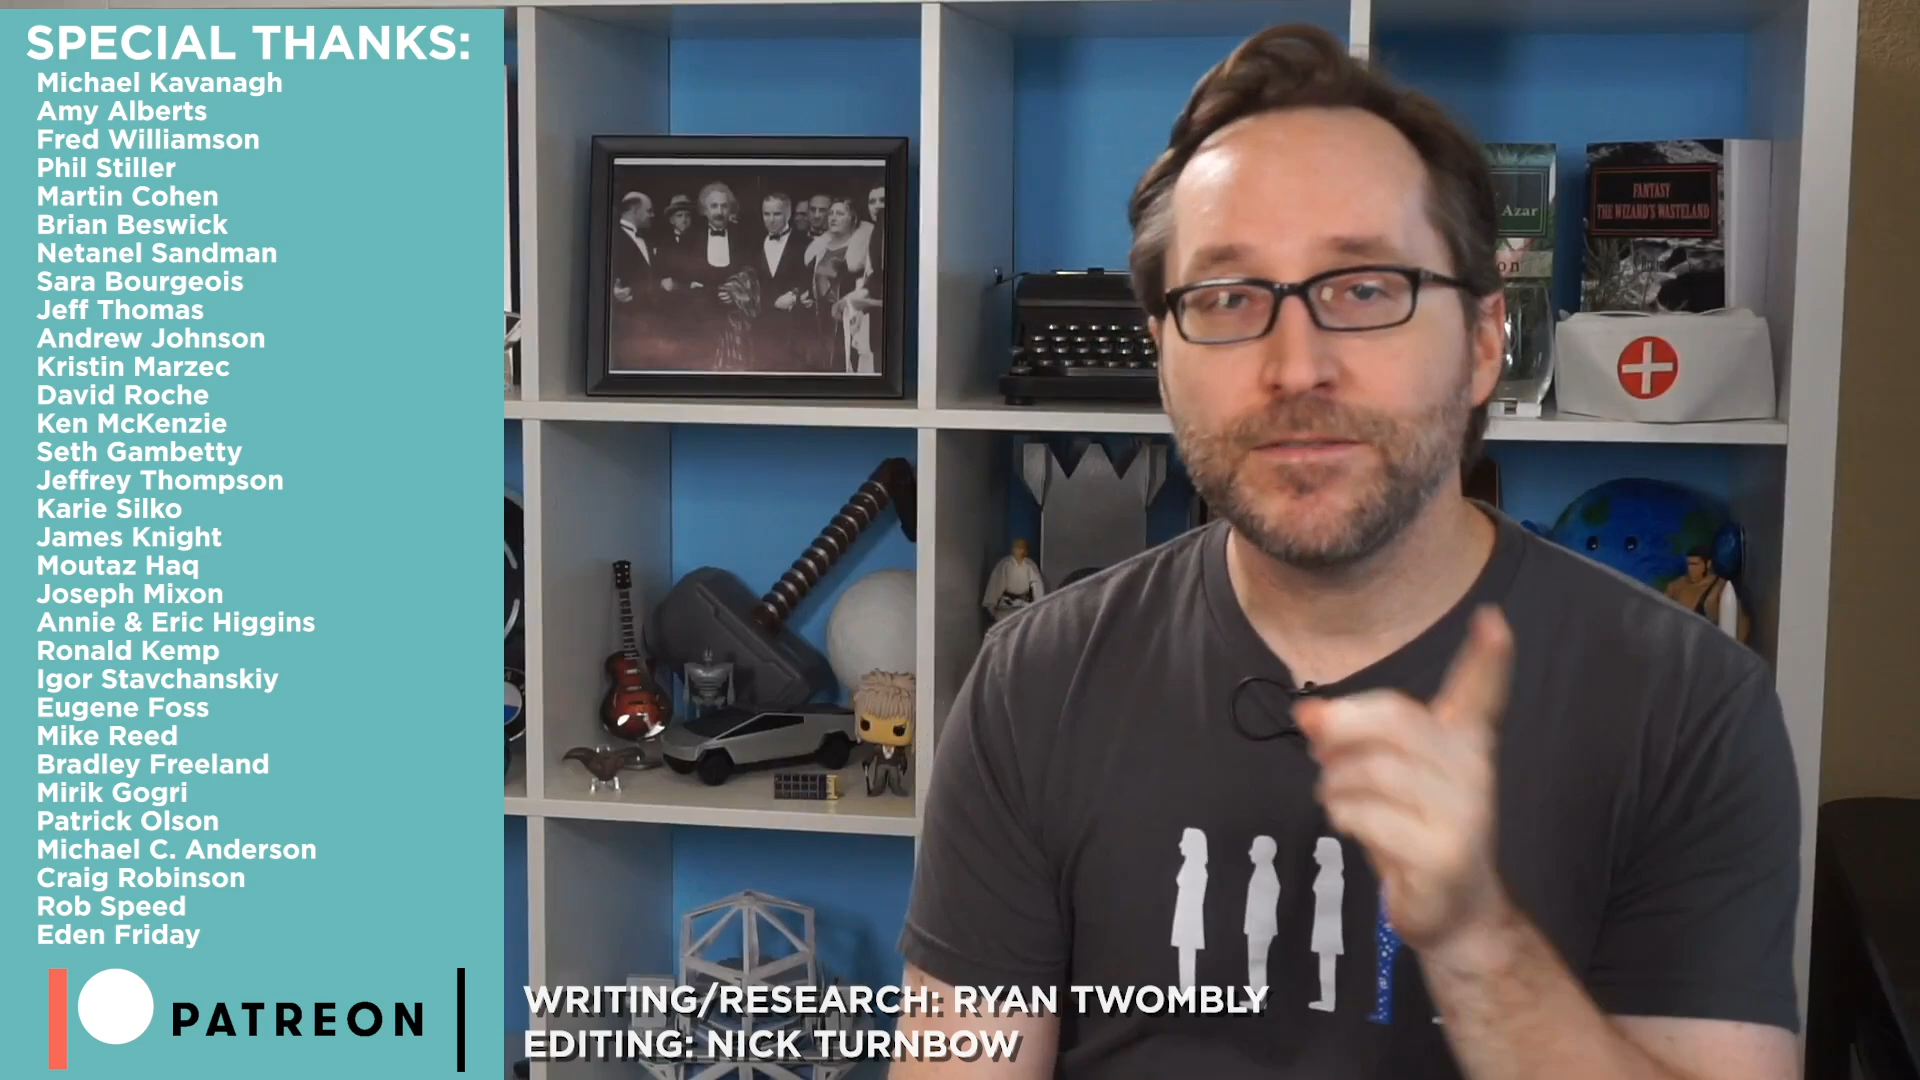 SPECIAL THANKS:
Michael Kavanagh
Amy Alberts
Fred Williamson
Phil Stiller
Martin Cohen
Brian Beswick
Netanel Sandman
Sara Bourgeois
Jeff Thomas
Andrew Johnson
Kristin Marzec
David Roche
Ken McKenzie
Seth Gambetty
Jeffrey Thompson
Karie Silko
James Knight
Moutaz Haq
Joseph Mixon
Annie & Eric Higgins
Ronald Kemp
Igor Stavchanskiy
Eugene Foss
Mike Reed
Bradley Freeland
Mirik Gogri
Patrick Olson
Michael C. Anderson
Craig Robinson
Rob Speed
Eden Friday
PATREON
WRITING/RESEARCH: RYAN TWOMBLY
EDITING: NICK TURNBOW
Azar
FANTASY
THE WIZARD'S WASTELAND